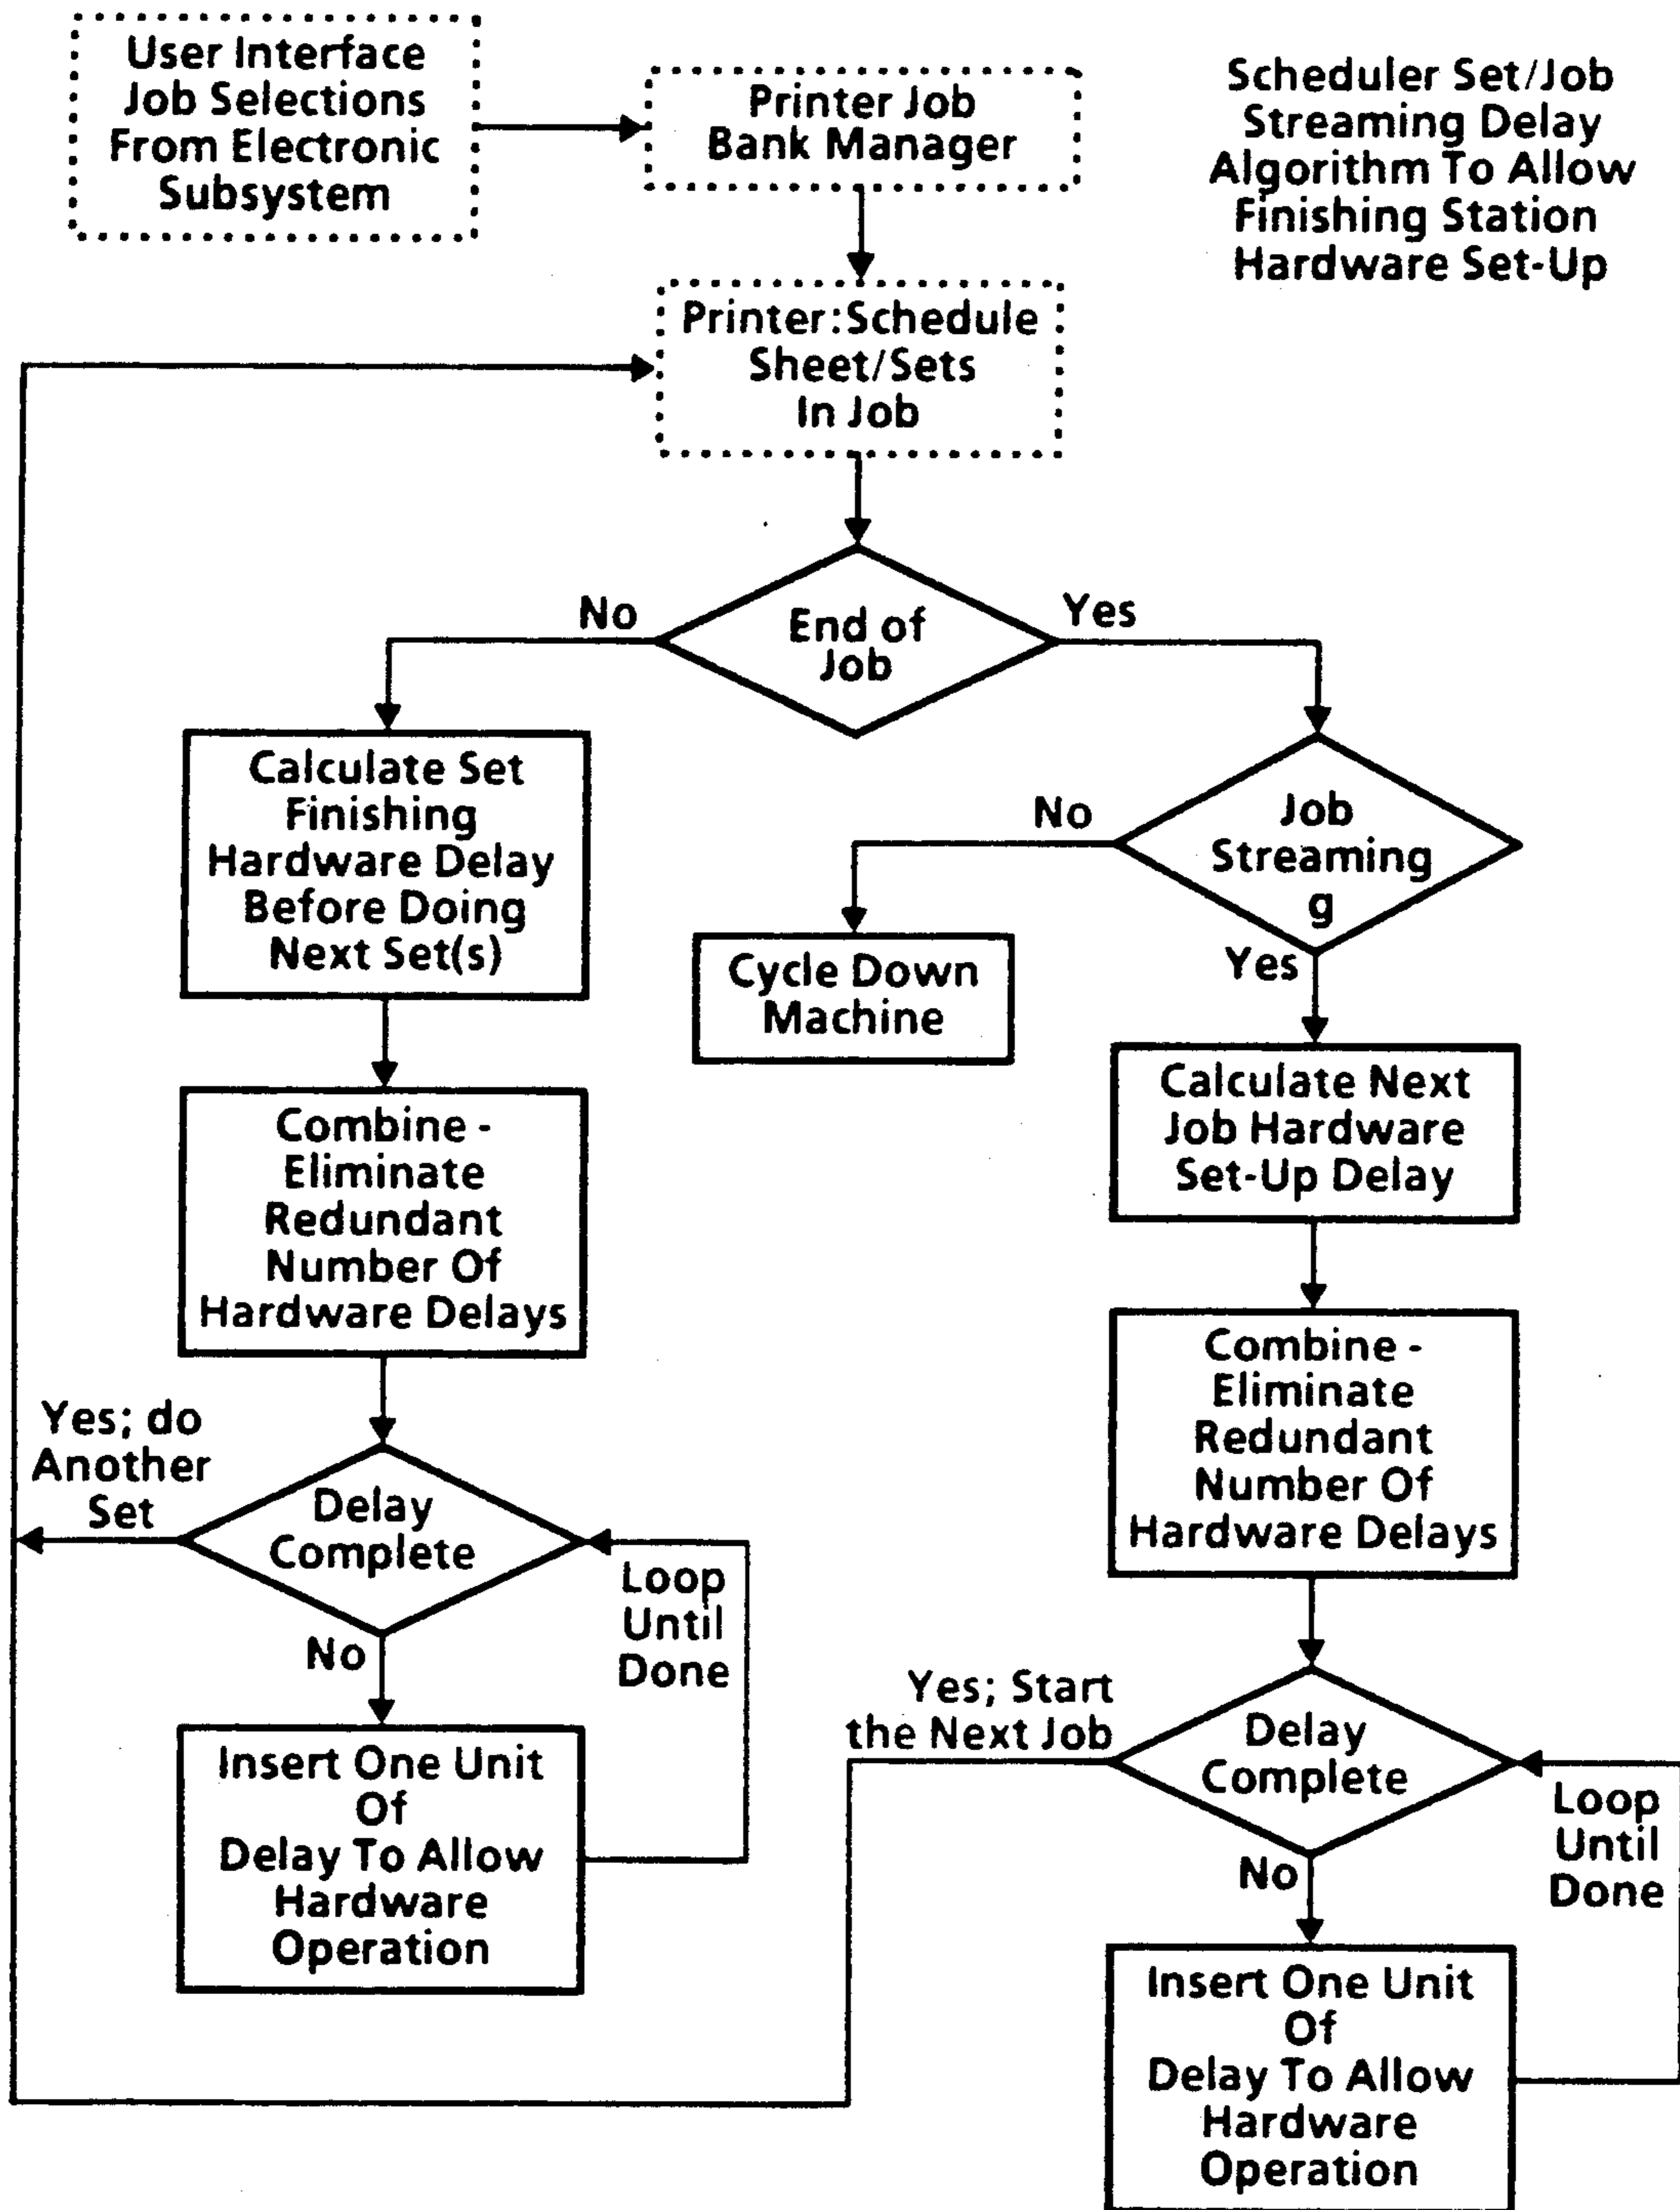 User Interface
Job Selections
From Electronic
Subsystem
Printer Job
Bank Manager
Scheduler Set/Job
Streaming Delay
Algorithm To Allow
Finishing Station
Hardware Set-Up
Printer:Schedule
Sheet/Sets
In Job
End of
Job
No
Yes
Calculate Set
Finishing
Hardware Delay
Before Doing
Next Set(s)
Job
Streaming
g
No
Yes
Cycle Down
Machine
Calculate Next
Job Hardware
Set-Up Delay
Combine -
Eliminate
Redundant
Number Of
Hardware Delays
Combine -
Eliminate
Redundant
Number Of
Hardware Delays
Yes; do
Another
Set
Delay
Complete
Loop
Until
Done
No
Insert One Unit
Of
Delay To Allow
Hardware
Operation
Yes; Start
the Next Job
Delay
Complete
Loop
Until
Done
No
Insert One Unit
Of
Delay To Allow
Hardware
Operation